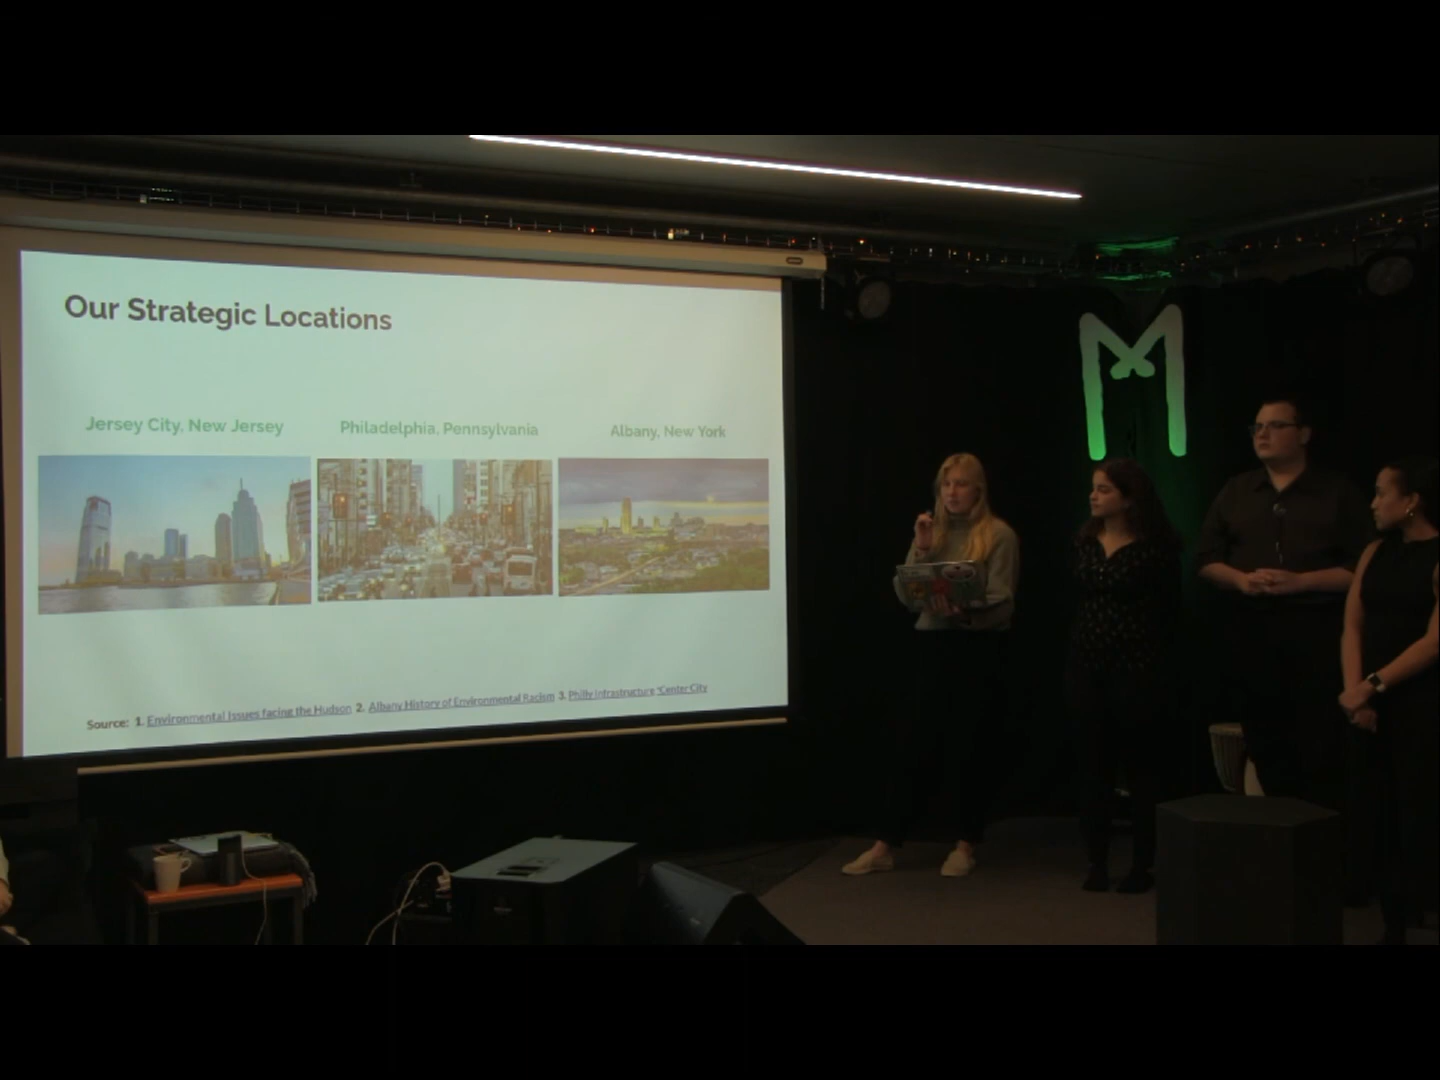 Our Strategic Locations
Jersey City, New Jersey
Philadelphia, Pennsylvania
Albany, New York
Source: 1. Environmental Issues facing the Hudson 2. Albany History of Environmental Racism 3. Philly Infrastructure 'Center City
M